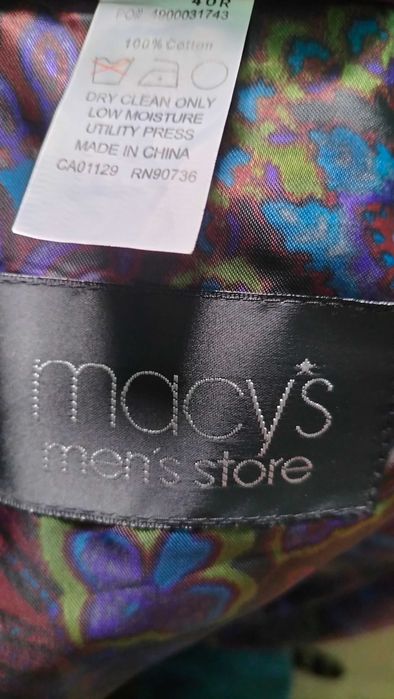 40R
PO# 4900031743
100% Cotton
DRY CLEAN ONLY
LOW MOISTURE
UTILITY PRESS
MADE IN CHINA
CA01129 RN90736
macy's
men's store